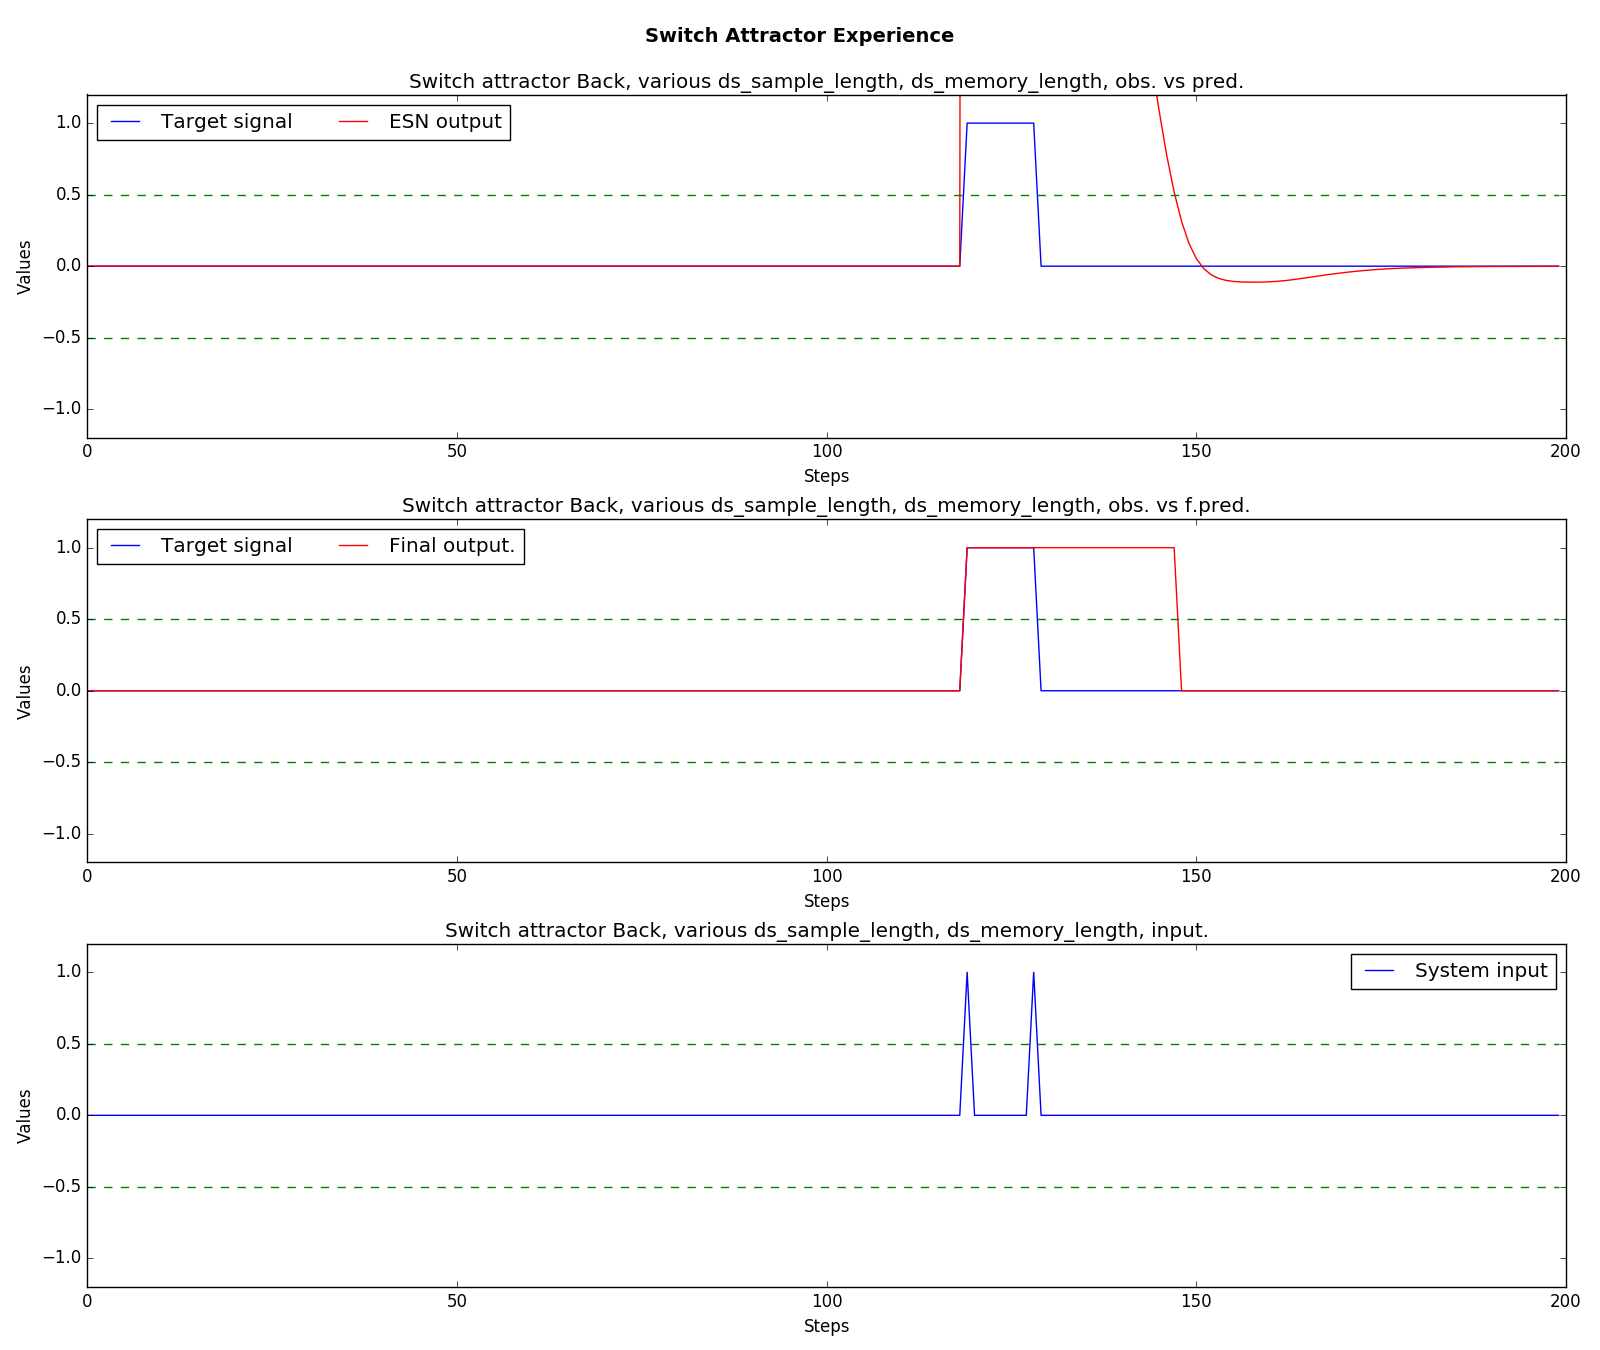 Switch Attractor Experience
Switch attractor Back, various ds_sample_length, ds_memory_length, obs. vs pred.
Target signal ESN output
1.0
0.5
0.0
−0.5
−1.0
Values
0 50 100 150 200
Steps
Switch attractor Back, various ds_sample_length, ds_memory_length, obs. vs f.pred.
Target signal Final output.
1.0
0.5
0.0
−0.5
−1.0
Values
0 50 100 150 200
Steps
Switch attractor Back, various ds_sample_length, ds_memory_length, input.
System input
1.0
0.5
0.0
−0.5
−1.0
Values
0 50 100 150 200
Steps